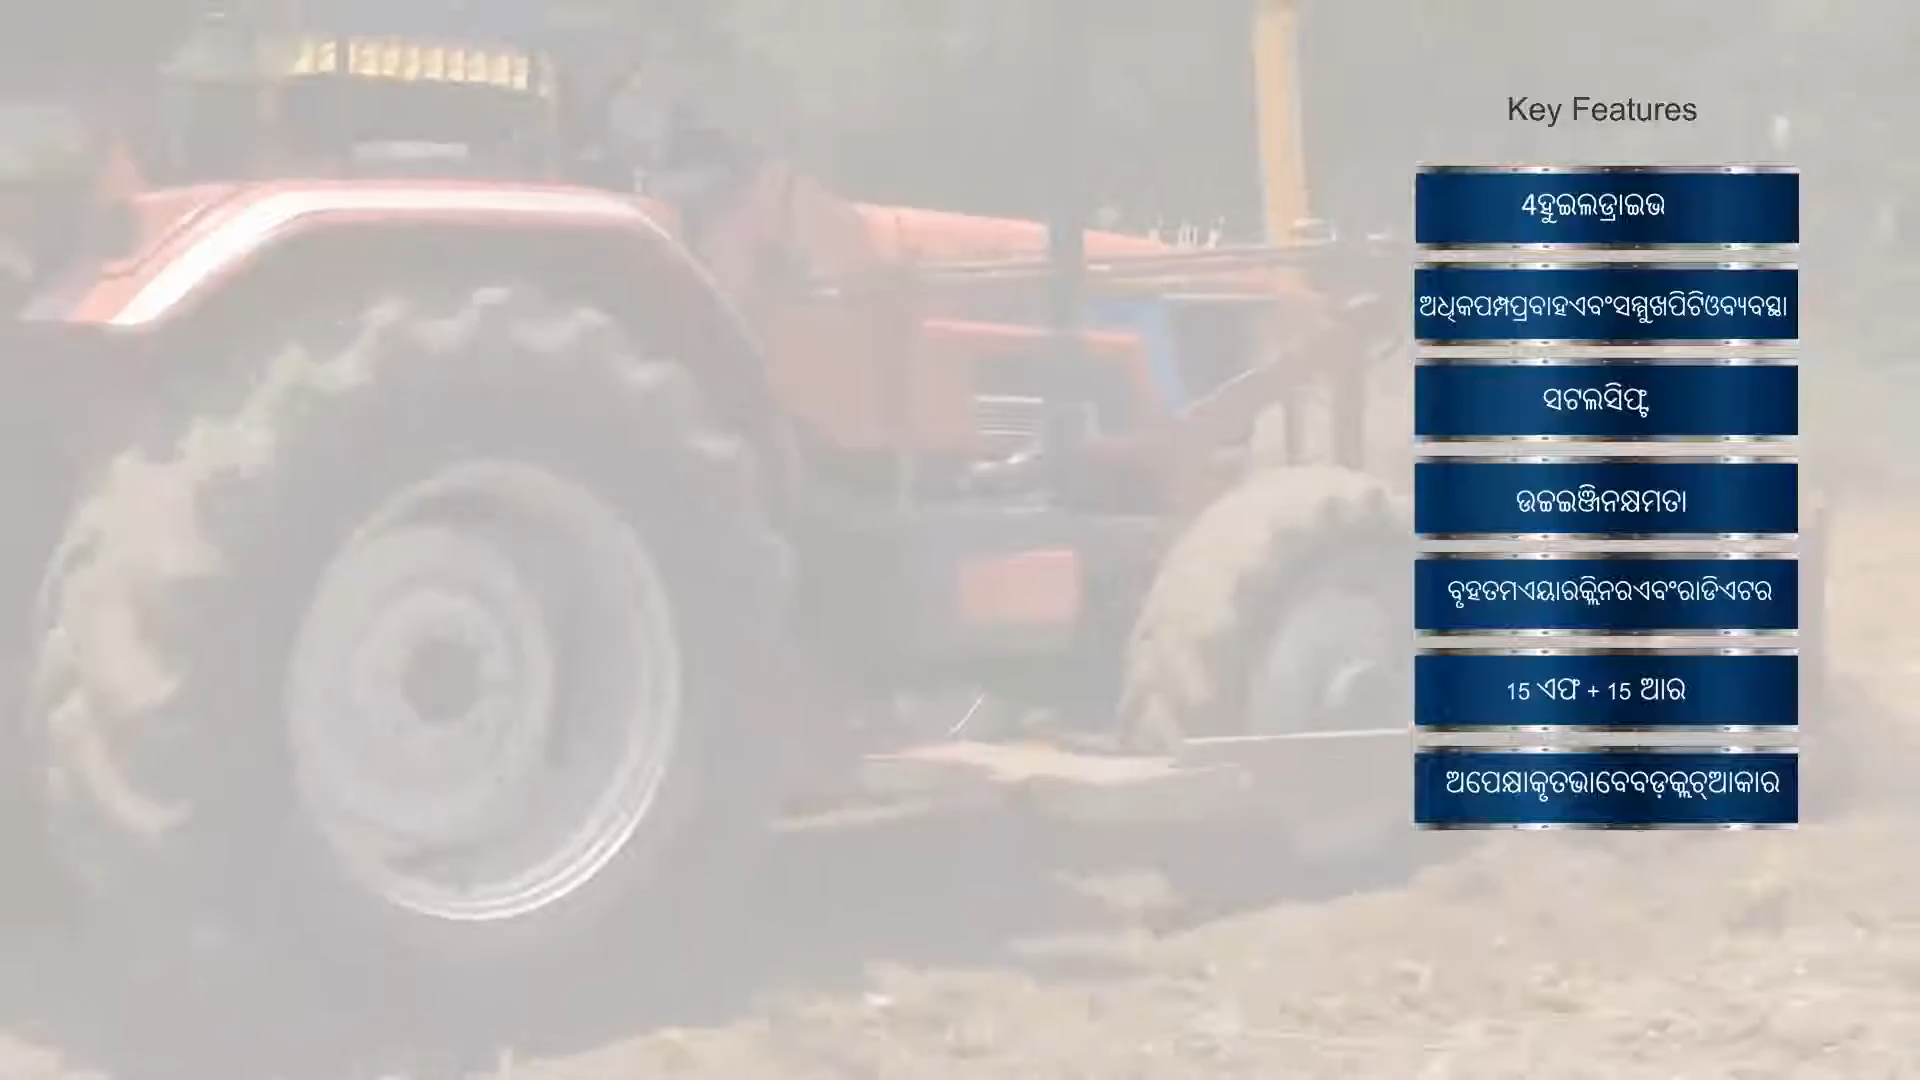 Key Features
4ହୁଇଲଡ୍ରାଇଭ
ଅଧିକପମ୍ପପ୍ରବାହଏବଂସମ୍ମୁଖପିଟିଓବ୍ୟବସ୍ଥା
ସଟଲସିଫ୍ଟ
ଉଚ୍ଚଇଞ୍ଜିନକ୍ଷମତା
ବୃହତମଏୟାରକ୍ଲିନରଏବଂରାଡିଏଟର
15 ଏଫ + 15 ଆର
ଅପେକ୍ଷାକୃତଭାବେବଡ଼କ୍ଲଚ୍ଆକାର